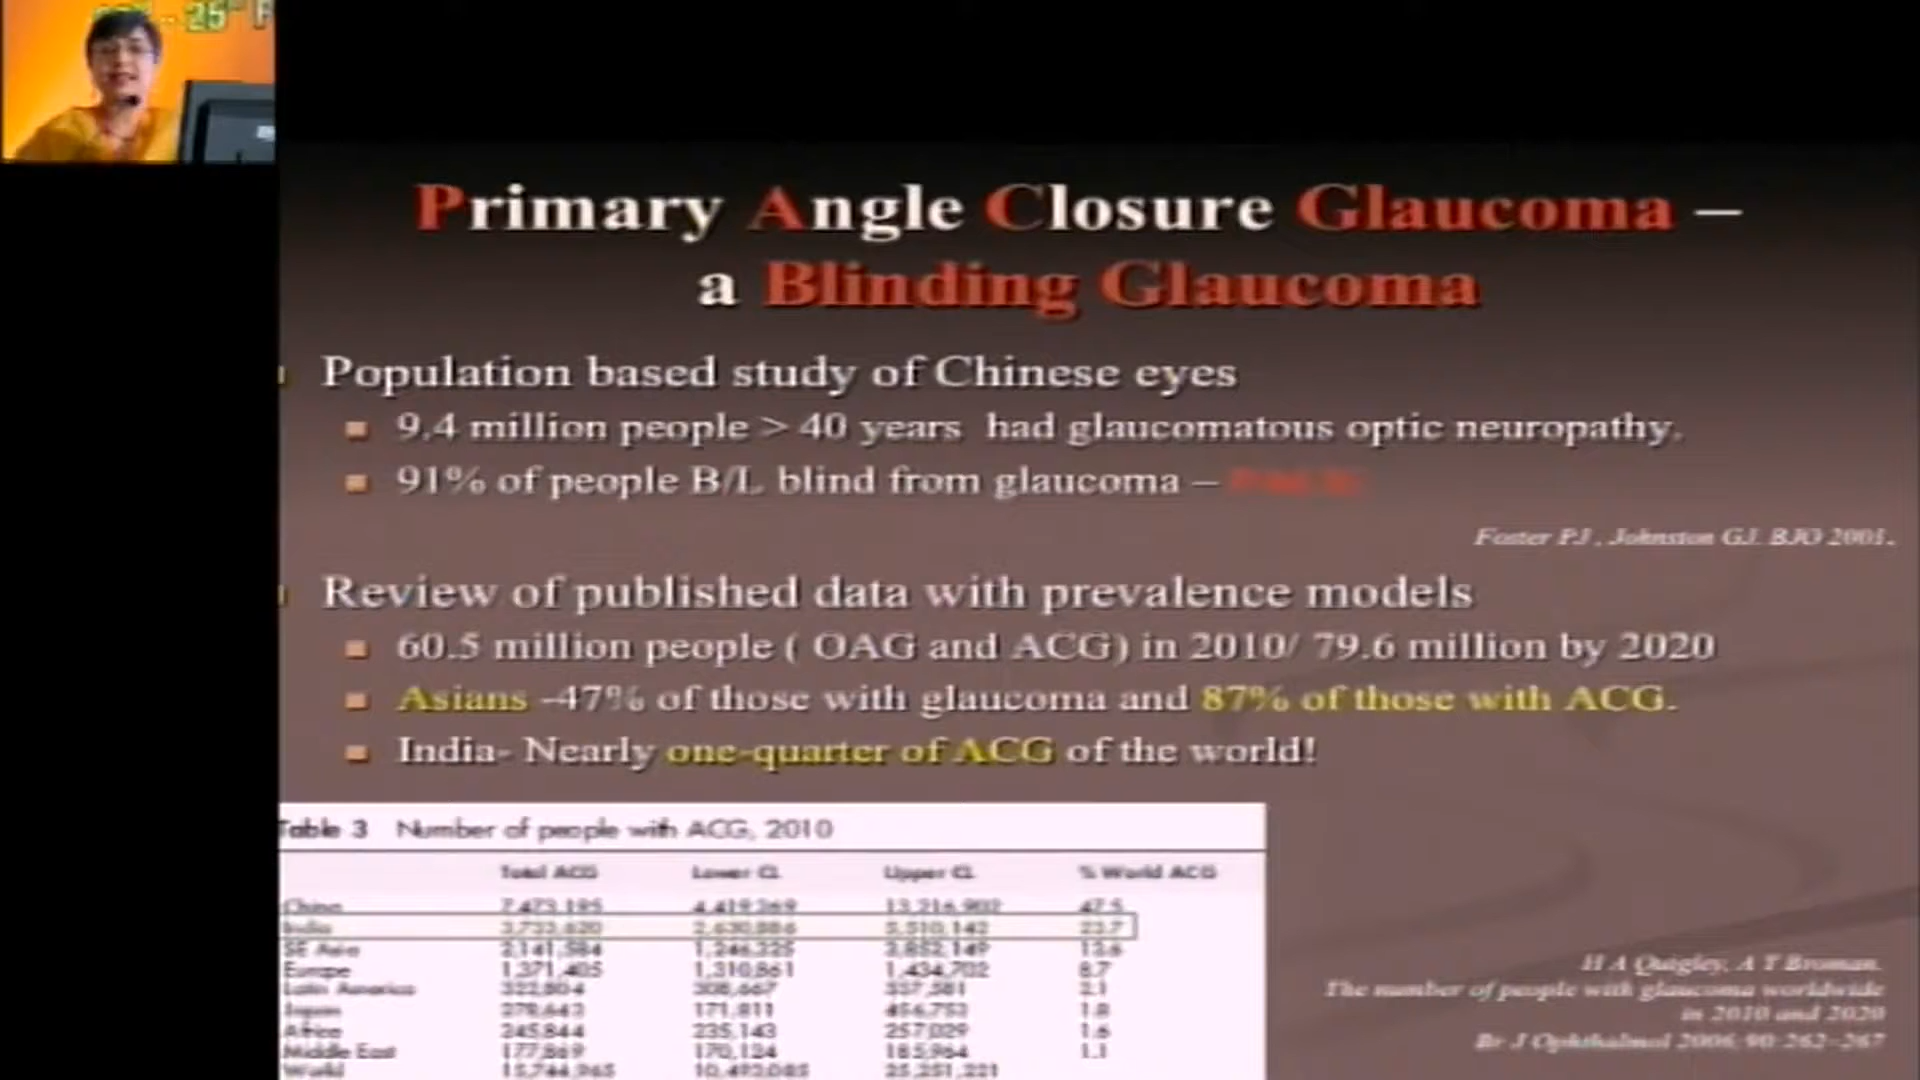 25° F
Primary Angle Closure Glaucoma –
a Blinding Glaucoma
Population based study of Chinese eyes
9.4 million people > 40 years had glaucomatous optic neuropathy.
91% of people B/L blind from glaucoma –
Foster PJ, Johnston GJ. BJO 2001.
Review of published data with prevalence models
60.5 million people ( OAG and ACG) in 2010/ 79.6 million by 2020
Asians -47% of those with glaucoma and 87% of those with ACG.
India- Nearly one-quarter of ACG of the world!
Table 3 Number of people with ACG, 2010
Total ACG Lower CL Upper CL % World ACG
China 7,473,195 4,419,269 13,216,902 47.5
India 3,733,620 2,630,886 5,510,142 23.7
SE Asia 2,141,584 1,246,325 3,852,149 13.6
Europe 1,371,405 1,310,861 1,434,702 8.7
Latin America 322,804 308,667 337,581 2.1
Japan 278,643 171,811 456,753 1.8
Africa 245,844 235,143 257,029 1.6
Middle East 177,869 170,124 185,964 1.1
World 15,744,965 10,493,085 25,251,221
H A Quigley, A T Broman.
The number of people with glaucoma worldwide
in 2010 and 2020
Br J Ophthalmol 2006;90:262–267